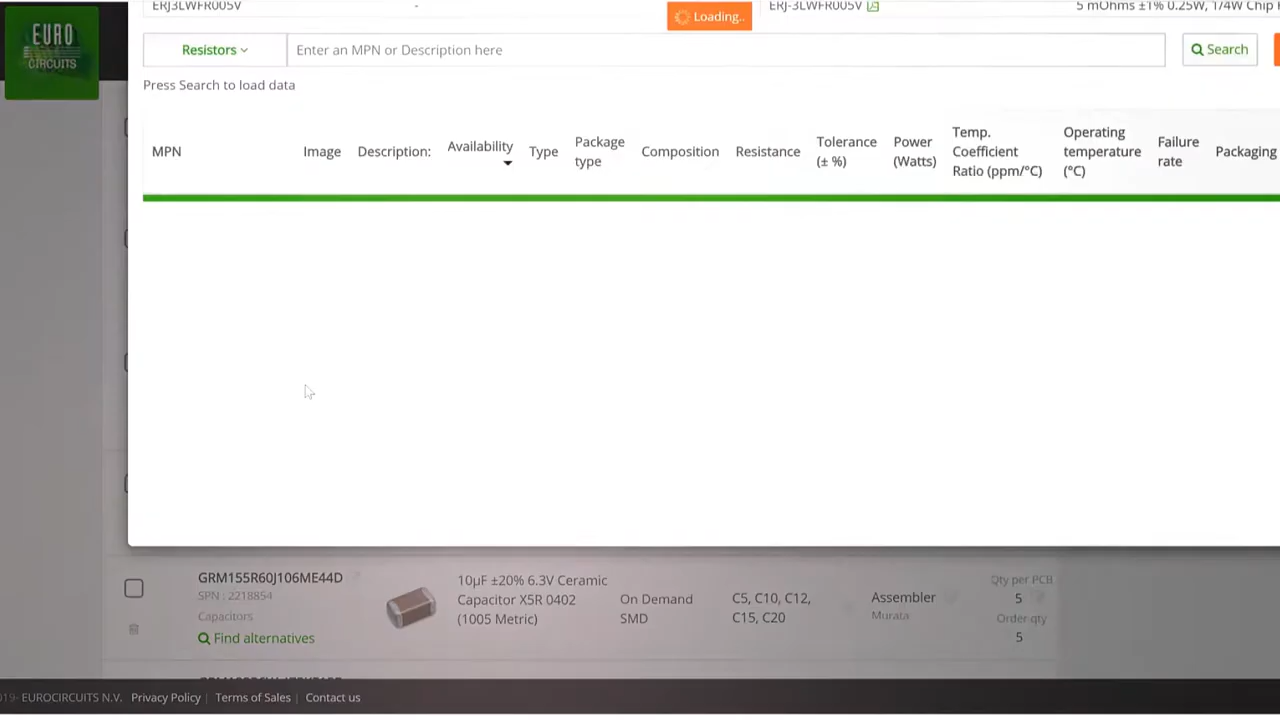 ERJ3LWFR005V - ERJ-3LWFR005V 5 mOhms ±1% 0.25W, 1/4W Chip
Loading..
EURO
CIRCUITS
Resistors Enter an MPN or Description here Search
Press Search to load data
MPN Image Description: Availability Type Package type Composition Resistance Tolerance (± %) Power (Watts) Temp. Coefficient Ratio (ppm/°C) Operating temperature (°C) Failure rate Packaging
GRM155R60J106ME44D
SPN : 2218854
Capacitors
Find alternatives
10µF ±20% 6.3V Ceramic
Capacitor X5R 0402
(1005 Metric)
On Demand
SMD
C5, C10, C12,
C15, C20
Assembler
Murata
Qty per PCB
5
Order qty
5
19- EUROCIRCUITS N.V. Privacy Policy | Terms of Sales | Contact us